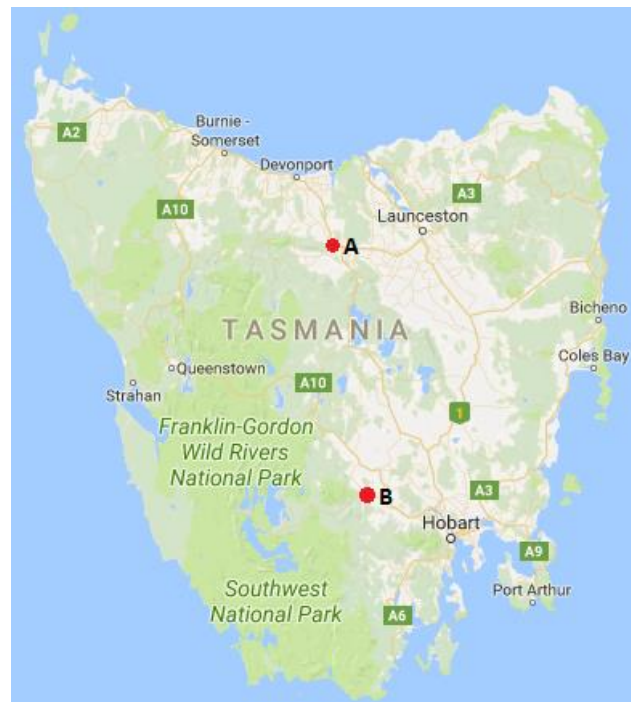 A2
Burnie -
Somerset
Devonport
A10
A3
Launceston
A
TASMANIA
Bicheno
Coles Bay
Queenstown
A10
Strahan
1
Franklin-Gordon
Wild Rivers
National Park
A3
B
Hobart
A9
Southwest
National Park
Port Arthur
A6